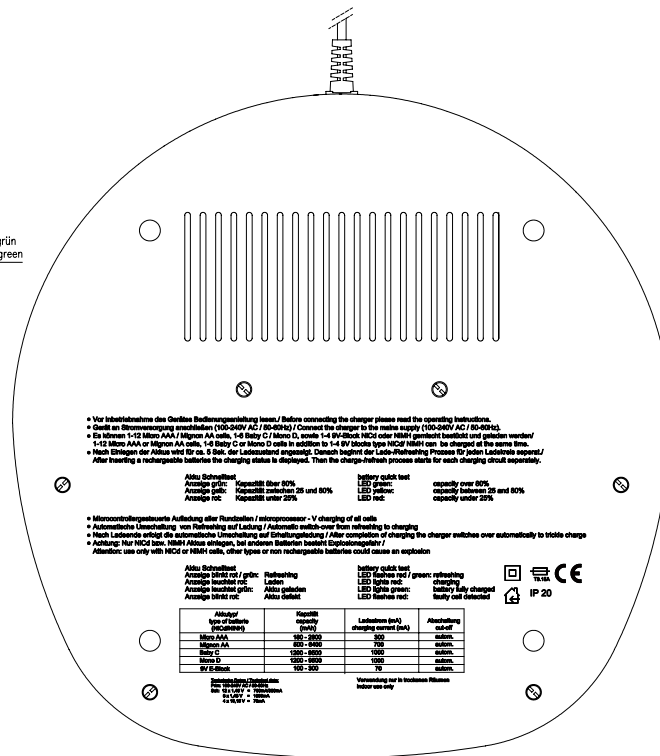 grün
green
• Vor Inbetriebnahme des Gerätes Bedienungsanleitung lesen./ Before connecting the charger please read the operating instructions.
• Gerät an Stromversorgung anschließen (100-240V AC / 50-60Hz) / Connect the charger to the mains supply (100-240V AC / 50-60Hz).
• Es können 1-12 Micro AAA / Mignon AA cells, 1-6 Baby C / Mono D, sowie 1-4 9V-Block NiCd oder NiMH gemischt bestückt und geladen werden/
1-12 Micro AAA or Mignon AA cells, 1-6 Baby C or Mono D cells in addition to 1-4 9V blocks type NiCd/ NiMH can be charged at the same time.
• Nach Einlegen der Akkus wird für ca. 5 Sek. der Ladezustand angezeigt. Danach beginnt der Lade-/Refreshing Prozess für jeden Ladekreis separat./
After inserting a rechargeable batteries the charging status is displayed. Then the charge-/refresh process starts for each charging circuit separately.
Akku Schnelltest battery quick test
Anzeige grün: Kapazität über 80% LED green: capacity over 80%
Anzeige gelb: Kapazität zwischen 25 und 80% LED yellow: capacity between 25 and 80%
Anzeige rot: Kapazität unter 25% LED red: capacity under 25%
• Microcontrollergesteuerte Aufladung aller Rundzellen / microprocessor - V charging of all cells
• Automatische Umschaltung von Refreshing auf Ladung / Automatic switch-over from refreshing to charging
• Nach Ladeende erfolgt die automatische Umschaltung auf Erhaltungsladung / After completion of charging the charger switches over automatically to trickle charge
• Achtung: Nur NiCd bzw. NiMH Akkus einlegen, bei anderen Batterien besteht Explosionsgefahr /
Attention: use only with NiCd or NiMH cells, other types or non rechargeable batteries could cause an explosion
Akku Schnelltest battery quick test
Anzeige blinkt rot / grün: Refreshing LED flashes red / green: refreshing
Anzeige leuchtet rot: Laden LED lights red: charging
Anzeige leuchtet grün: Akku geladen LED lights green: battery fully charged
Anzeige blinkt rot: Akku defekt LED flashes red: faulty cell detected
CE
IP 20
Akkutyp/ type of batterie (NiCd/NiMH) Kapazität capacity (mAh) Ladestrom (mA) charging current (mA) Abschaltung cut-off
Micro AAA 300 autom.
Mignon AA 700 autom.
Baby C 1000 autom.
Mono D 1000 autom.
9V E-Block 100 - 300 70 autom.
Technische Daten / Technical data:
Verwendung nur in trockenen Räumen
Indoor use only